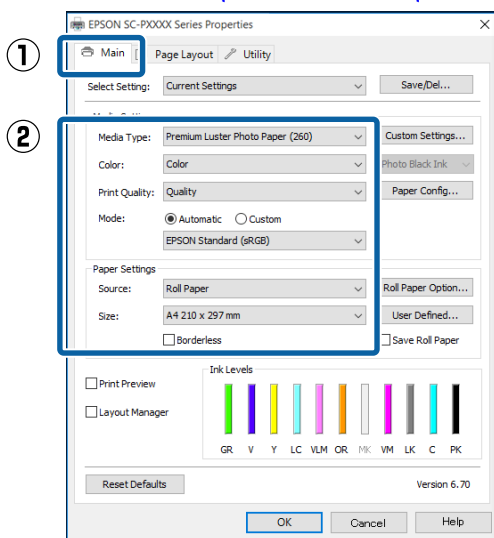 EPSON SC-PXXXX Series Properties
① Main Page Layout Utility
Select Setting: Current Settings Save/Del...
② Media Type: Premium Luster Photo Paper (260) Custom Settings...
Color: Color Photo Black Ink
Print Quality: Quality Paper Config...
Mode: Automatic Custom
EPSON Standard (sRGB)
Paper Settings
Source: Roll Paper Roll Paper Option...
Size: A4 210 x 297 mm User Defined...
Borderless Save Roll Paper
Ink Levels
Print Preview
Layout Manager
GR V Y LC VLM OR MK VM LK C PK
Reset Defaults Version 6.70
OK Cancel Help